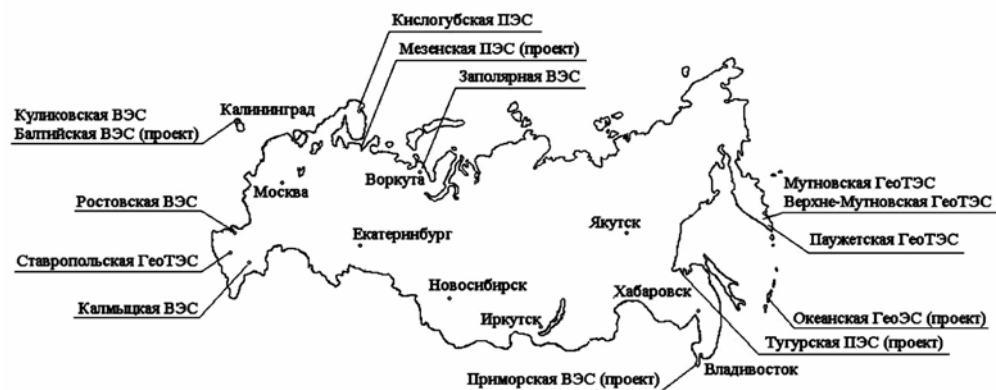 Кислогубская ПЭС
Мезенская ПЭС (проект)
Заполярная ВЭС
Калининград
Куликовская ВЭС
Балтийская ВЭС (проект)
Воркута
Москва
Мутновская ГеоТЭС
Верхне-Мутновская ГеоТЭС
Ростовская ВЭС
Якутск
Паужетская ГеоТЭС
Екатеринбург
Ставропольская ГеоТЭС
Новосибирск
Хабаровск
Калмыцкая ВЭС
Иркутск
Океанская ГеоЭС (проект)
Тугурская ПЭС (проект)
Владивосток
Приморская ВЭС (проект)